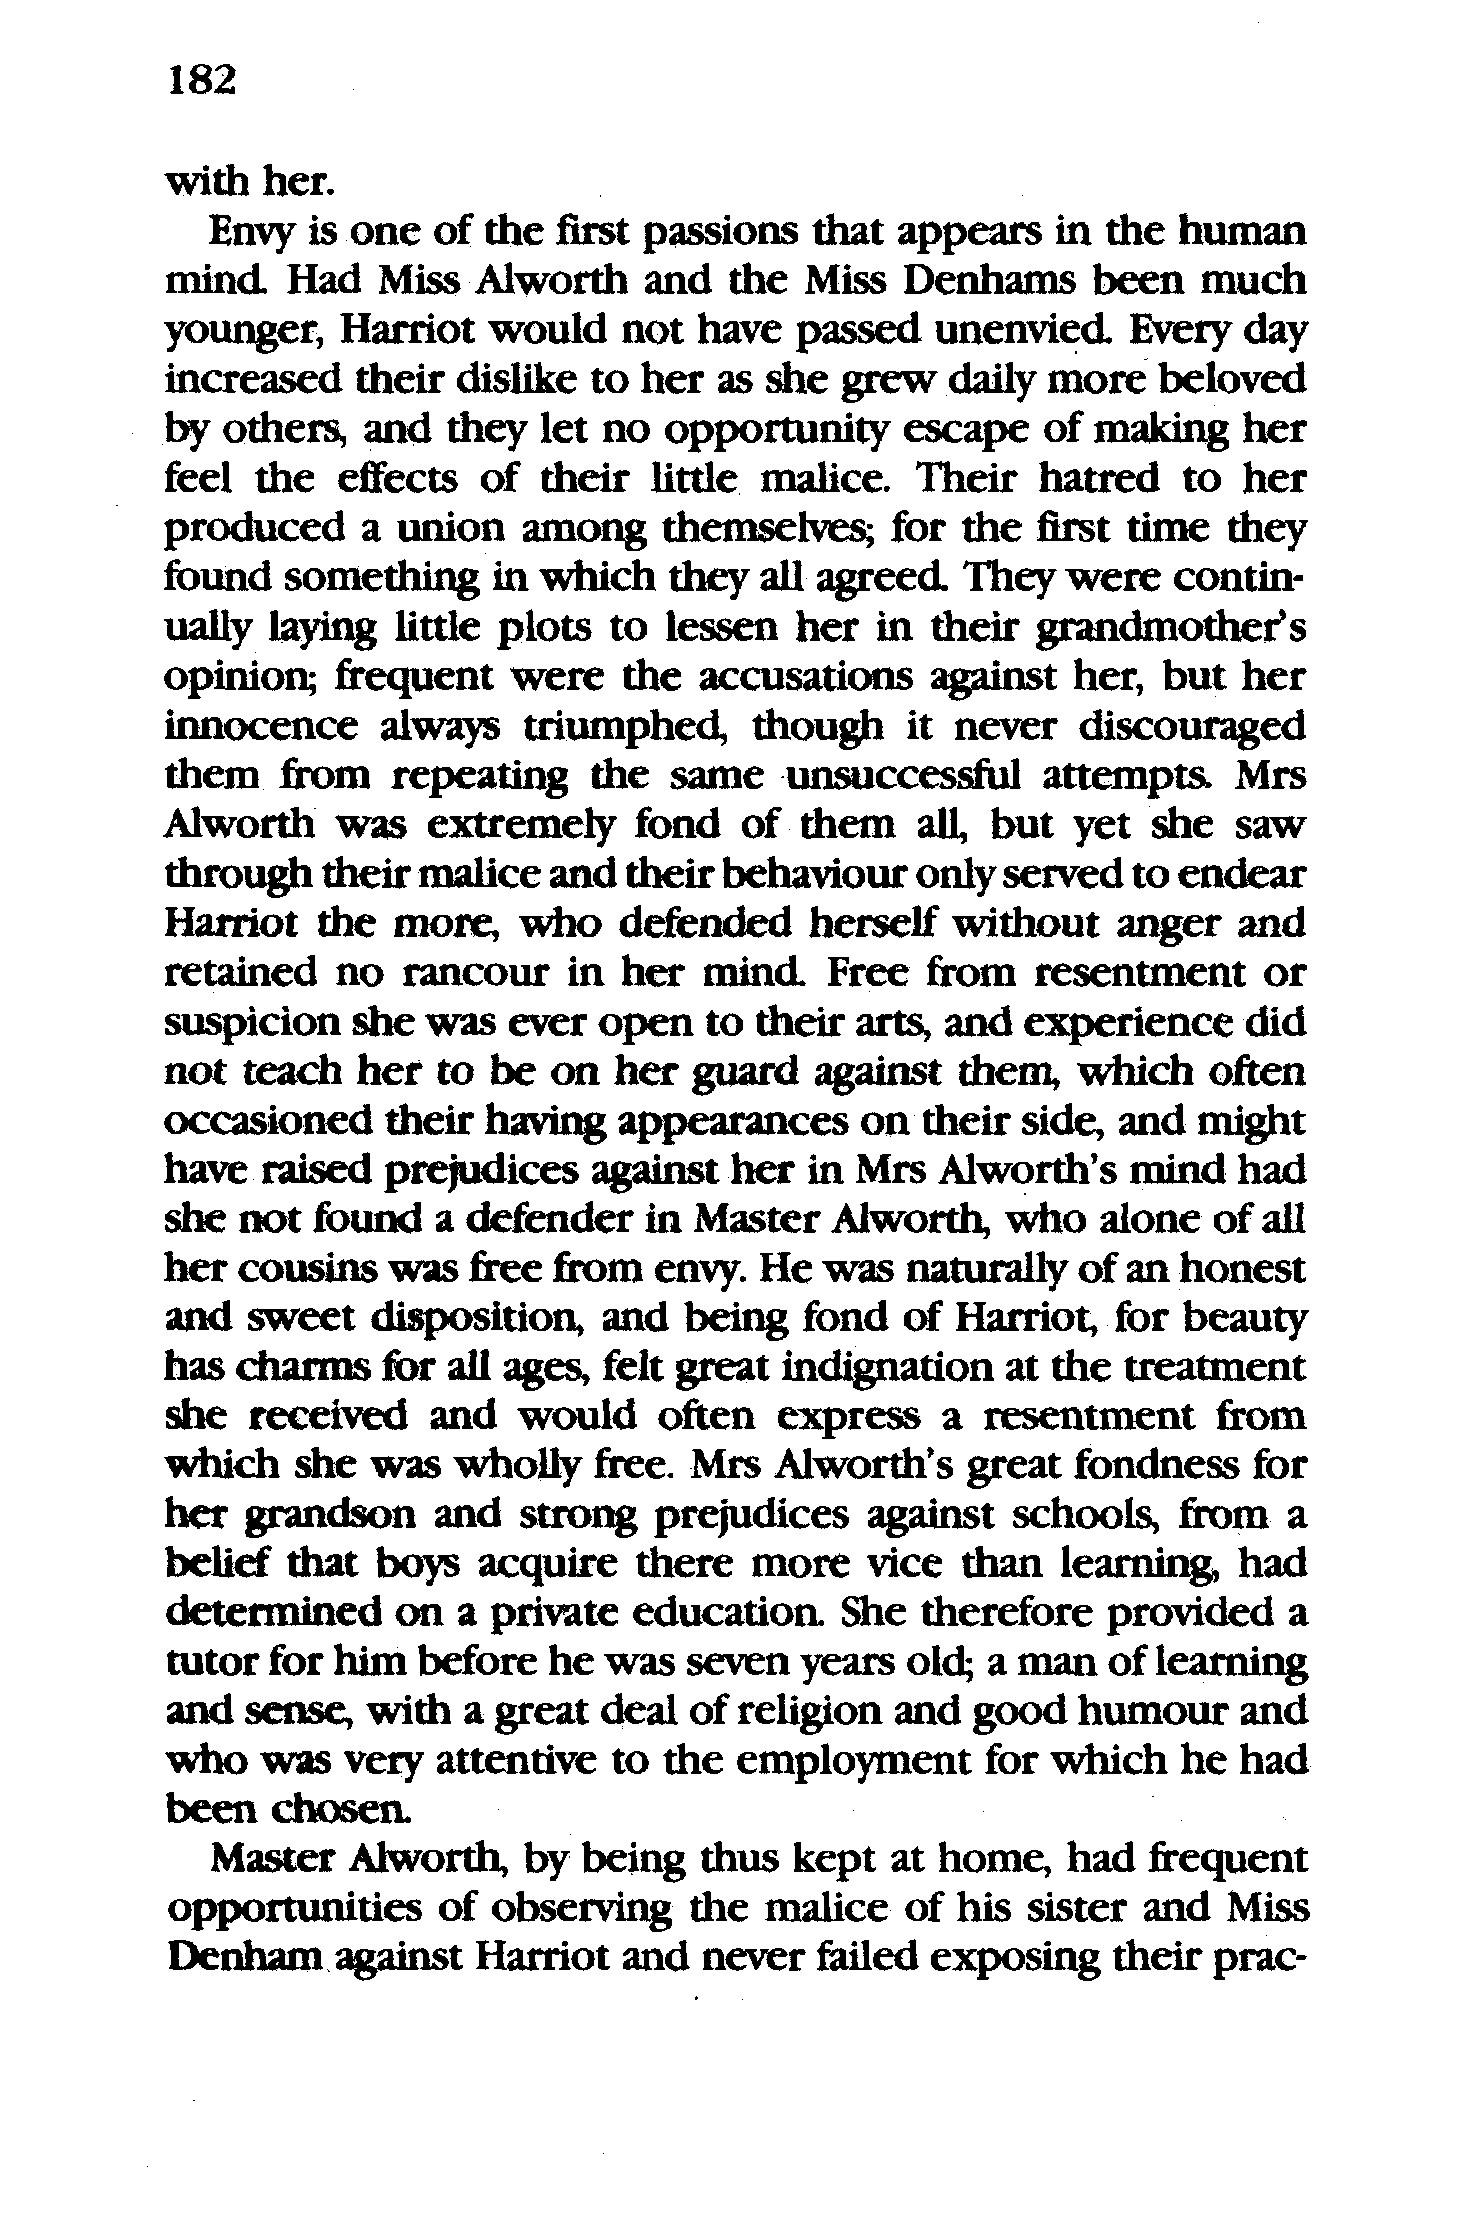 182
with her.
Envy is one of the first passions that appears in the human
mind. Had Miss Alworth and the Miss Denhams been much
younger, Harriot would not have passed unenvied. Every day
increased their dislike to her as she grew daily more beloved
by others, and they let no opportunity escape of making her
feel the effects of their little malice. Their hatred to her
produced a union among themselves; for the first time they
found something in which they all agreed. They were contin-
ually laying little plots to lessen her in their grandmother's
opinion; frequent were the accusations against her, but her
innocence always triumphed, though it never discouraged
them from repeating the same unsuccessful attempts. Mrs
Alworth was extremely fond of them all, but yet she saw
through their malice and their behaviour only served to endear
Harriot the more, who defended herself without anger and
retained no rancour in her mind. Free from resentment or
suspicion she was ever open to their arts, and experience did
not teach her to be on her guard against them, which often
occasioned their having appearances on their side, and might
have raised prejudices against her in Mrs Alworth's mind had
she not found a defender in Master Alworth, who alone of all
her cousins was free from envy. He was naturally of an honest
and sweet disposition, and being fond of Harriot, for beauty
has charms for all ages, felt great indignation at the treatment
she received and would often express a resentment from
which she was wholly free. Mrs Alworth's great fondness for
her grandson and strong prejudices against schools, from a
belief that boys acquire there more vice than learning, had
determined on a private education. She therefore provided a
tutor for him before he was seven years old; a man of learning
and sense, with a great deal of religion and good humour and
who was very attentive to the employment for which he had
been chosen.
Master Alworth, by being thus kept at home, had frequent
opportunities of observing the malice of his sister and Miss
Denham against Harriot and never failed exposing their prac-